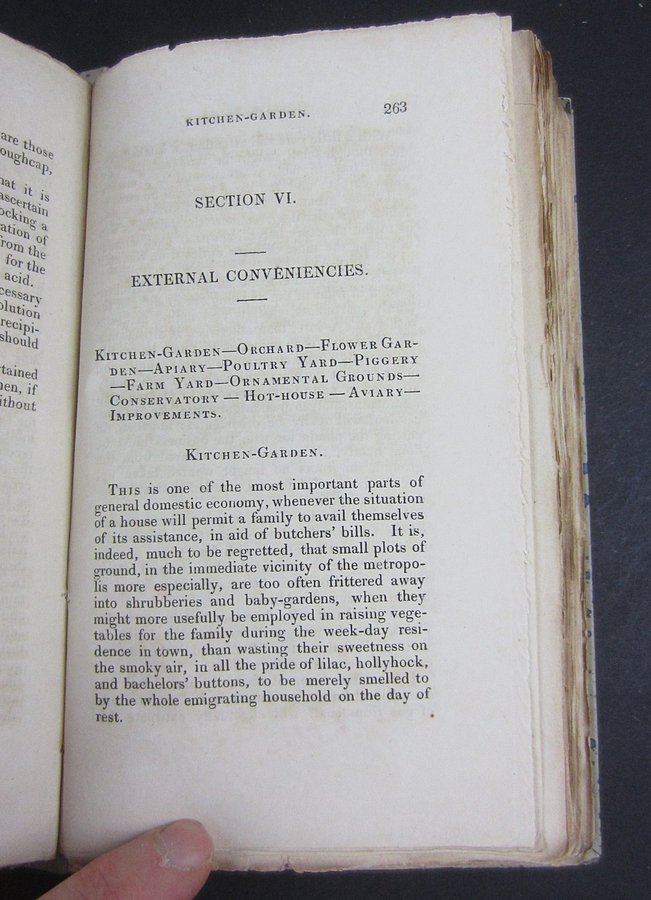 are those
oughcap,
hat it is
ascertain
ocking a
ation of
from the
for the
acid.
cessary
olution
recipi-
should
tained
en, if
ithout
KITCHEN-GARDEN. 263
SECTION VI.
EXTERNAL CONVENIENCIES.
KITCHEN-GARDEN—ORCHARD—FLOWER GAR-
DEN—APIARY—POULTRY YARD—PIGGERY
—FARM YARD—ORNAMENTAL GROUNDS—
CONSERVATORY — HOT-HOUSE — AVIARY—
IMPROVEMENTS.
KITCHEN-GARDEN.
THIS is one of the most important parts of
general domestic economy, whenever the situation
of a house will permit a family to avail themselves
of its assistance, in aid of butchers' bills. It is,
indeed, much to be regretted, that small plots of
ground, in the immediate vicinity of the metropo-
lis more especially, are too often frittered away
into shrubberies and baby-gardens, when they
might more usefully be employed in raising vege-
tables for the family during the week-day resi-
dence in town, than wasting their sweetness on
the smoky air, in all the pride of lilac, hollyhock,
and bachelors' buttons, to be merely smelled to
by the whole emigrating household on the day of
rest.